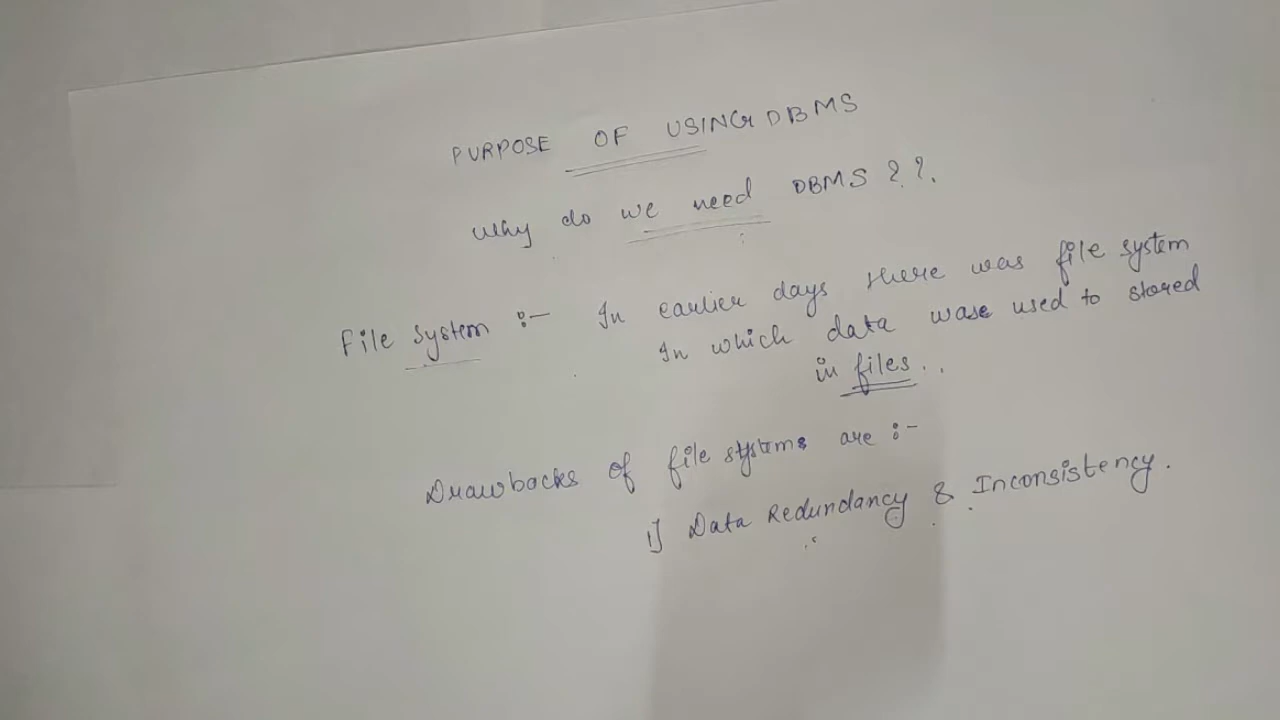 PURPOSE OF USING DBMS
Why do we need DBMS ??.
File System :- In earlier days there was file system
In which data wase used to stored
in files..
Drawbacks of file systems are :-
1] Data Redundancy & Inconsistency.